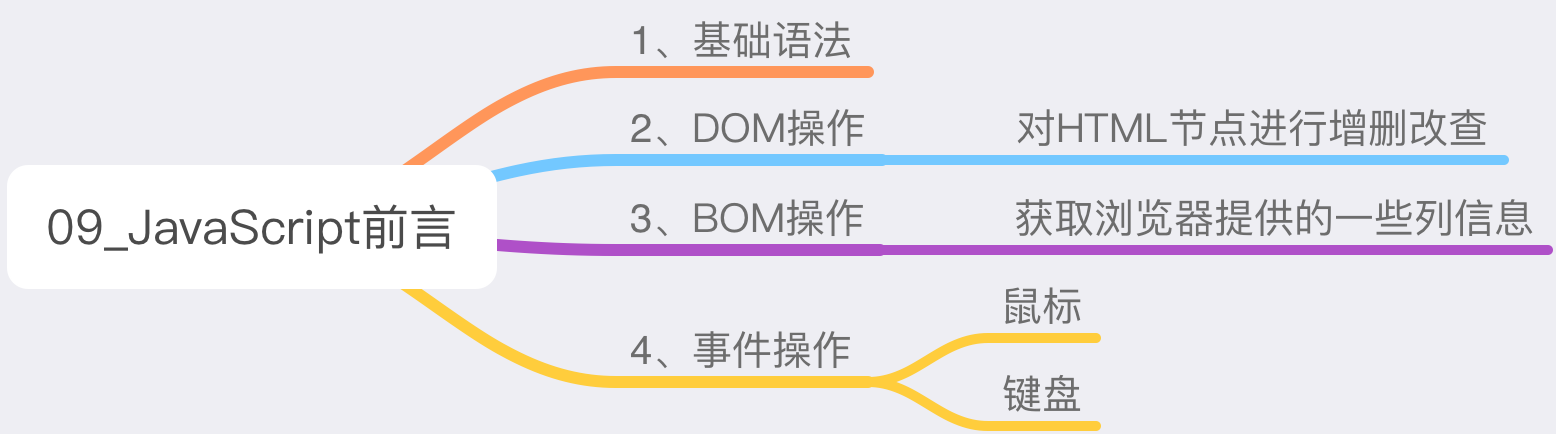 09_JavaScript前言
1、基础语法
2、DOM操作
对HTML节点进行增删改查
3、BOM操作
获取浏览器提供的一些列信息
4、事件操作
鼠标
键盘